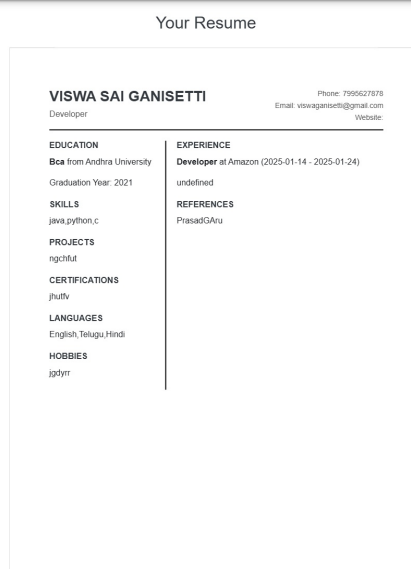 Your Resume
VISWA SAI GANISETTI
Developer
Phone: 7995627878
Email: viswaganisetti@gmail.com
Website:
EDUCATION
Bca from Andhra University
Graduation Year: 2021
SKILLS
java,python,c
PROJECTS
ngchfut
CERTIFICATIONS
jhutfv
LANGUAGES
English,Telugu,Hindi
HOBBIES
jgdyrr
EXPERIENCE
Developer at Amazon (2025-01-14 - 2025-01-24)
undefined
REFERENCES
PrasadGAru